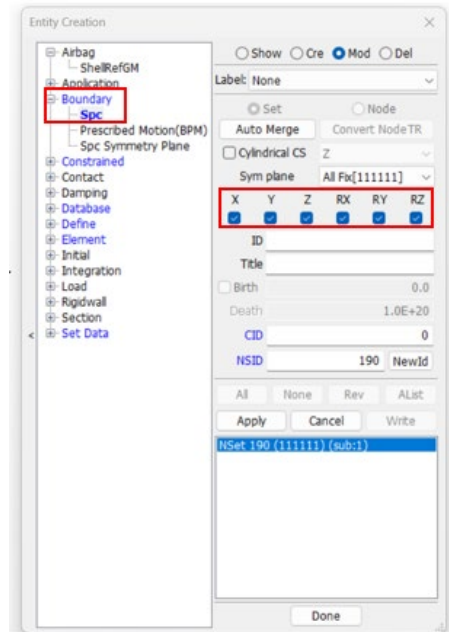 Entity Creation
Airbag
ShellRefGM
Application
Boundary
Spc
Prescribed Motion(BPM)
Spc Symmetry Plane
Constrained
Contact
Damping
Database
Define
Element
Initial
Integration
Load
Rigidwall
Section
Set Data
<
Show Cre Mod Del
Label: None
Set Node
Auto Merge Convert NodeTR
Cylindrical CS Z
Sym plane All Fix[111111]
X Y Z RX RY RZ
ID
Title
Birth 0.0
Death 1.0E+20
CID 0
NSID 190 NewId
All None Rev AList
Apply Cancel Write
NSet 190 (111111) (sub:1)
Done